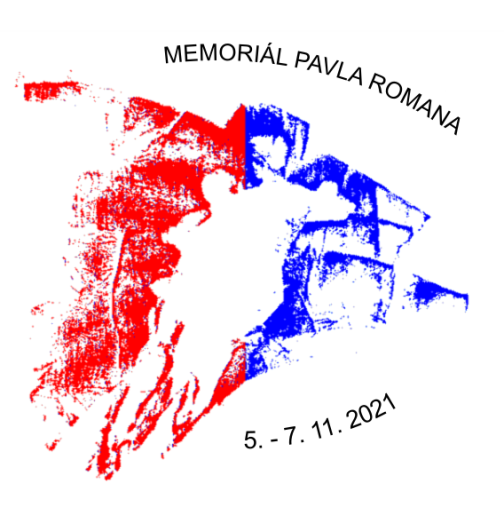 MEMORIÁL PAVLA ROMANA
5. - 7. 11. 2021